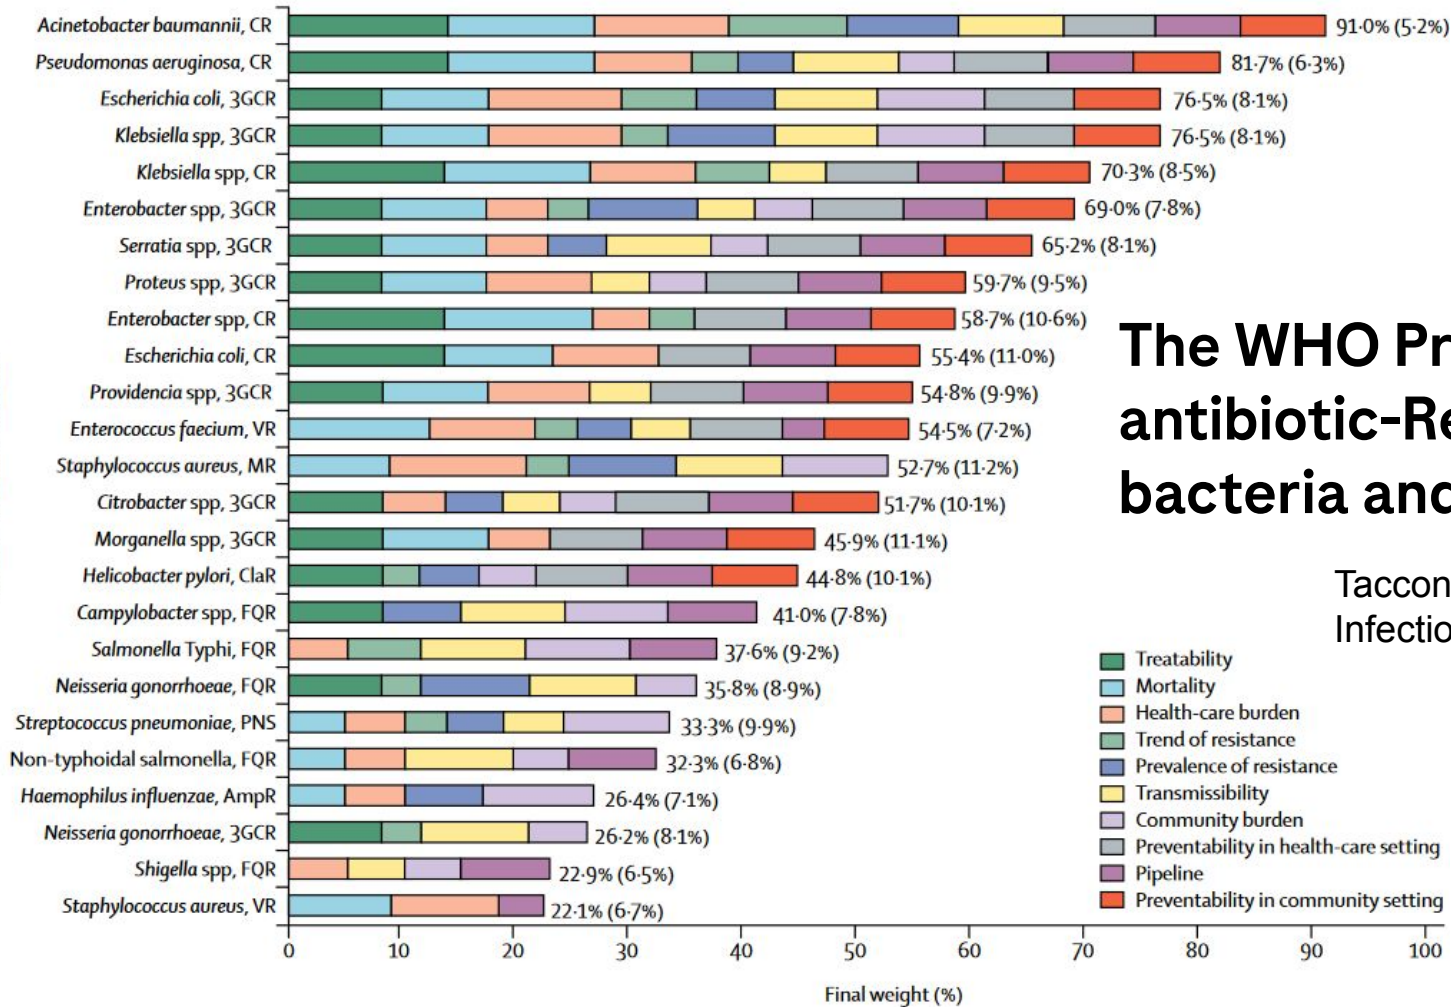 Acinetobacter baumannii, CR 91·0% (5·2%)
Pseudomonas aeruginosa, CR 81·7% (6·3%)
Escherichia coli, 3GCR 76·5% (8·1%)
Klebsiella spp, 3GCR 76·5% (8·1%)
Klebsiella spp, CR 70·3% (8·5%)
Enterobacter spp, 3GCR 69·0% (7·8%)
Serratia spp, 3GCR 65·2% (8·1%)
Proteus spp, 3GCR 59·7% (9·5%)
Enterobacter spp, CR 58·7% (10·6%)
Escherichia coli, CR 55·4% (11·0%)
Providencia spp, 3GCR 54·8% (9·9%)
Enterococcus faecium, VR 54·5% (7·2%)
Staphylococcus aureus, MR 52·7% (11·2%)
Citrobacter spp, 3GCR 51·7% (10·1%)
Morganella spp, 3GCR 45·9% (11·1%)
Helicobacter pylori, ClaR 44·8% (10·1%)
Campylobacter spp, FQR 41·0% (7·8%)
Salmonella Typhi, FQR 37·6% (9·2%)
Neisseria gonorrhoeae, FQR 35·8% (8·9%)
Streptococcus pneumoniae, PNS 33·3% (9·9%)
Non-typhoidal salmonella, FQR 32·3% (6·8%)
Haemophilus influenzae, AmpR 26·4% (7·1%)
Neisseria gonorrhoeae, 3GCR 26·2% (8·1%)
Shigella spp, FQR 22·9% (6·5%)
Staphylococcus aureus, VR 22·1% (6·7%)
0 10 20 30 40 50 60 70 80 90 100
Final weight (%)
The WHO Pr
antibiotic-Re
bacteria and
Taccon
Infectio
Treatability
Mortality
Health-care burden
Trend of resistance
Prevalence of resistance
Transmissibility
Community burden
Preventability in health-care setting
Pipeline
Preventability in community setting